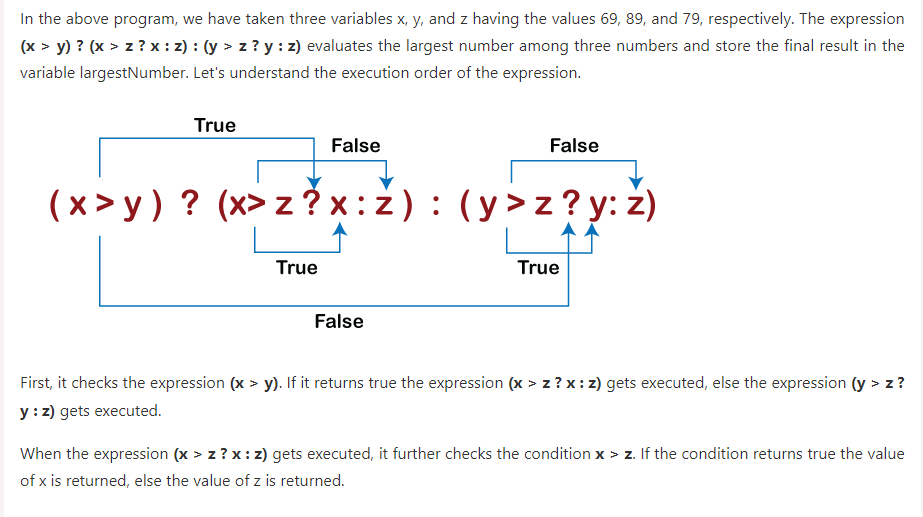 In the above program, we have taken three variables x, y, and z having the values 69, 89, and 79, respectively. The expression
(x > y) ? (x > z ? x : z) : (y > z ? y : z) evaluates the largest number among three numbers and store the final result in the
variable largestNumber. Let's understand the execution order of the expression.
True
False
False
(x>y) ? (x> z ? x : z) : (y > z ? y: z)
True
True
False
First, it checks the expression (x > y). If it returns true the expression (x > z ? x : z) gets executed, else the expression (y > z ?
y : z) gets executed.
When the expression (x > z ? x : z) gets executed, it further checks the condition x > z. If the condition returns true the value
of x is returned, else the value of z is returned.